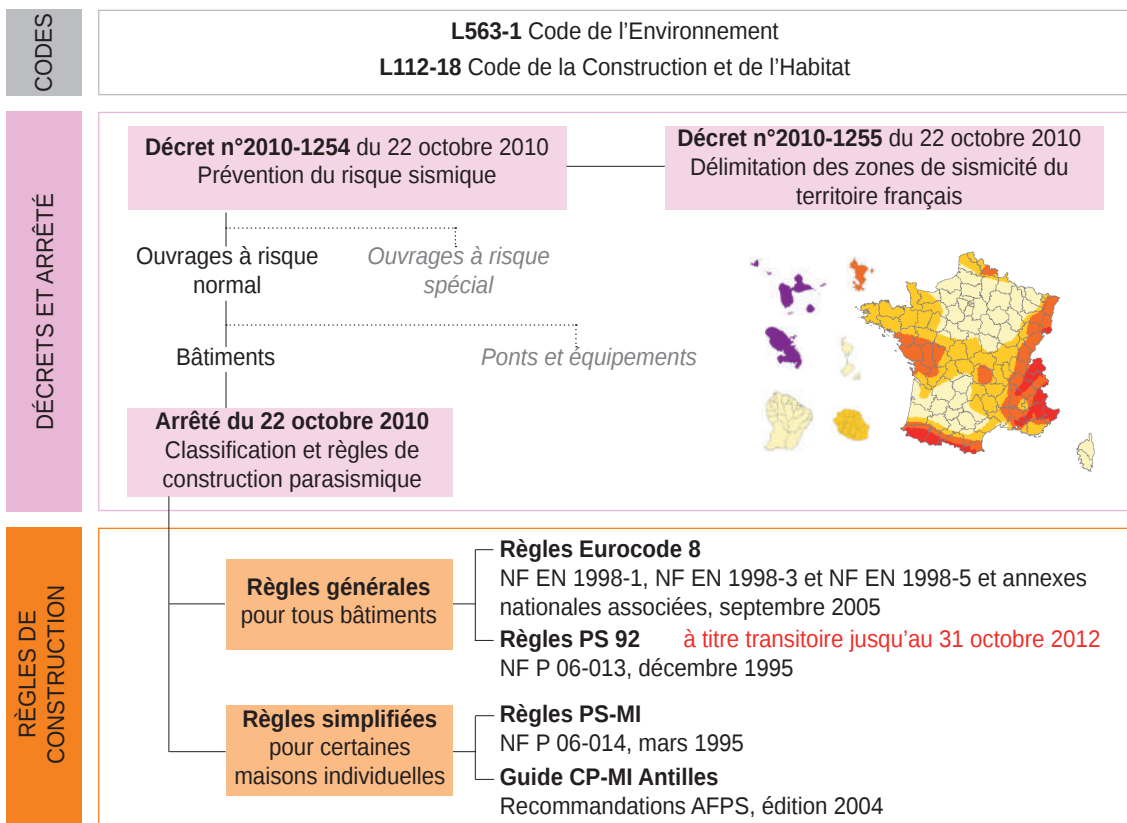 CODES
L563-1 Code de l’Environnement
L112-18 Code de la Construction et de l’Habitat
DÉCRETS ET ARRÊTÉ
Décret n°2010-1254 du 22 octobre 2010
Prévention du risque sismique
Décret n°2010-1255 du 22 octobre 2010
Délimitation des zones de sismicité du
territoire français
Ouvrages à risque
normal
Ouvrages à risque
spécial
Bâtiments
Ponts et équipements
Arrêté du 22 octobre 2010
Classification et règles de
construction parasismique
RÈGLES DE
CONSTRUCTION
Règles générales
pour tous bâtiments
Règles Eurocode 8
NF EN 1998-1, NF EN 1998-3 et NF EN 1998-5 et annexes
nationales associées, septembre 2005
Règles PS 92 à titre transitoire jusqu’au 31 octobre 2012
NF P 06-013, décembre 1995
Règles simplifiées
pour certaines
maisons individuelles
Règles PS-MI
NF P 06-014, mars 1995
Guide CP-MI Antilles
Recommandations AFPS, édition 2004